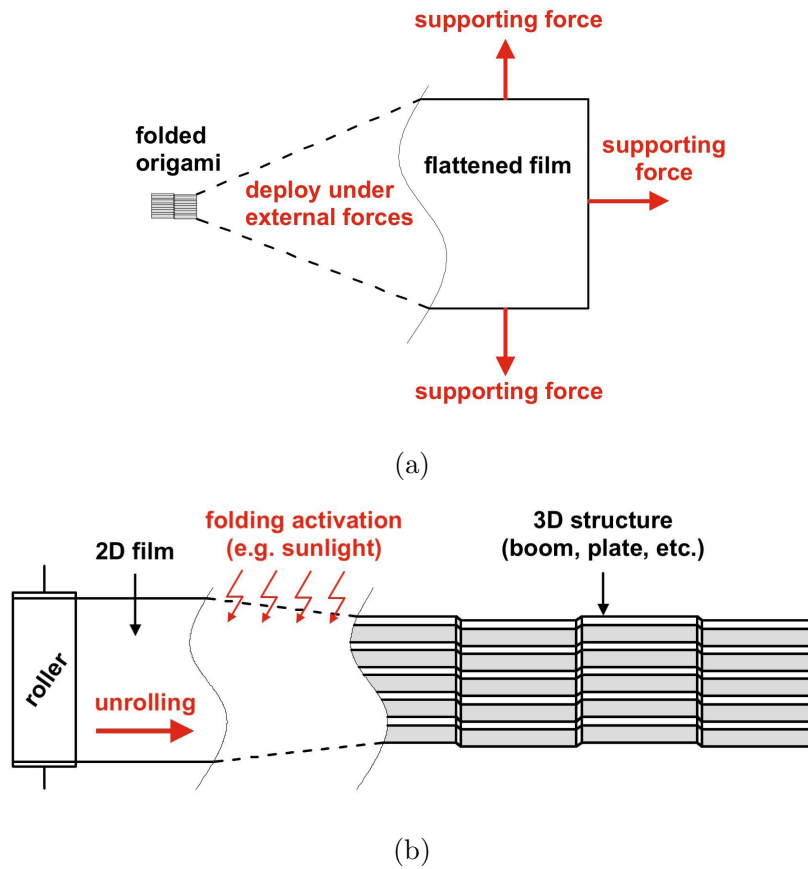 supporting force
folded
origami
flattened film
supporting
force
deploy under
external forces
supporting force
(a)
folding activation
(e.g. sunlight)
3D structure
(boom, plate, etc.)
2D film
roller
unrolling
(b)